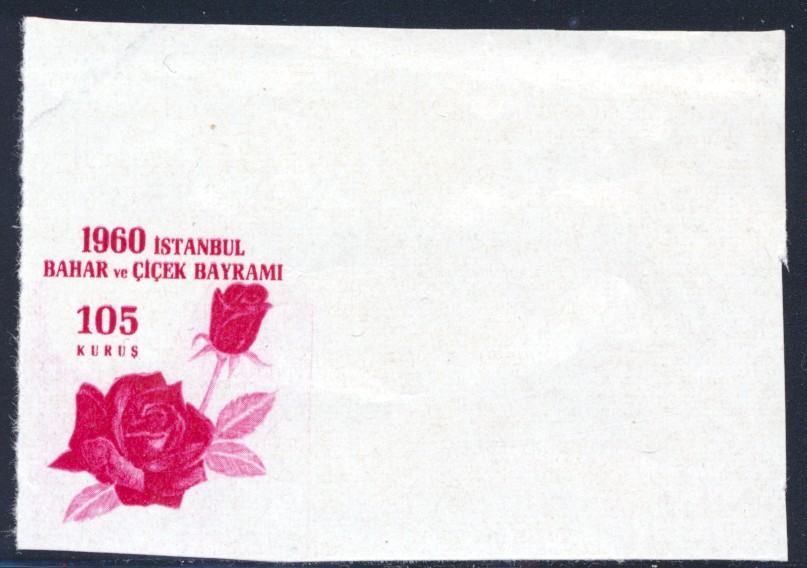 1960 İSTANBUL
BAHAR ve ÇİÇEK BAYRAMI
105
KURUŞ